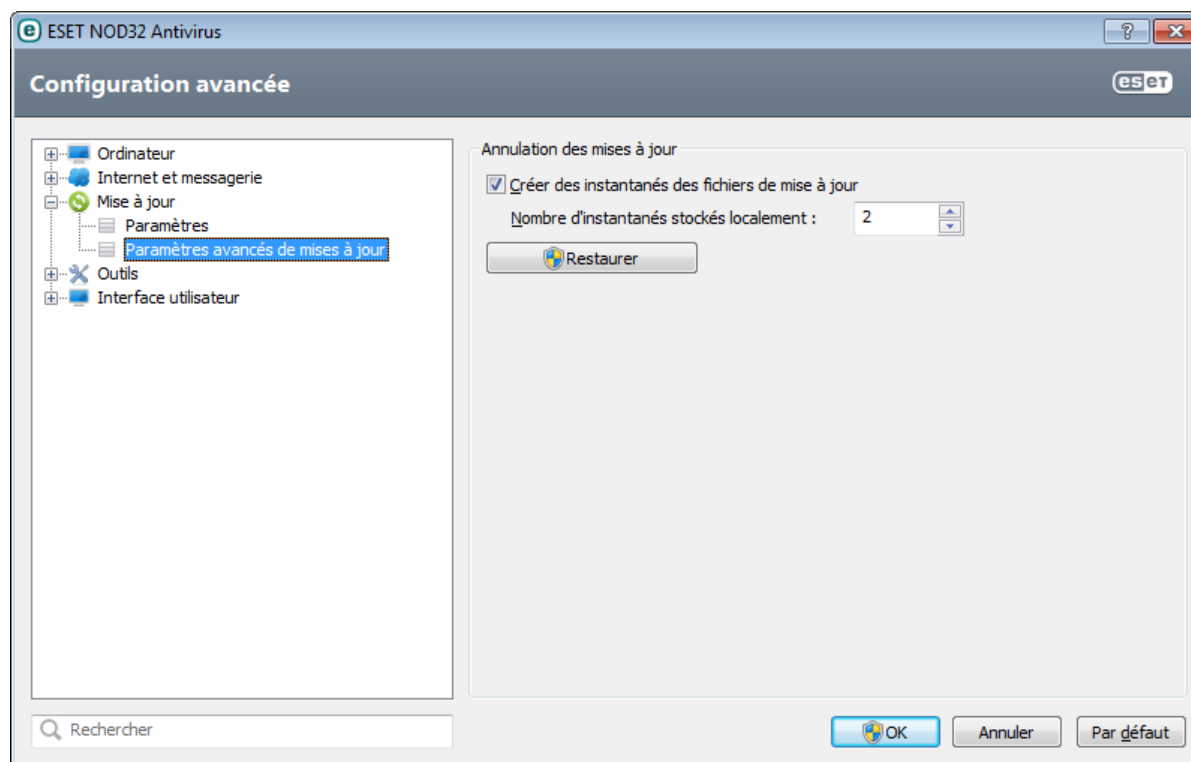 ESET NOD32 Antivirus
?
Configuration avancée
eset
Ordinateur
Internet et messagerie
Mise à jour
Paramètres
Paramètres avancés de mises à jour
Outils
Interface utilisateur
Annulation des mises à jour
Créer des instantanés des fichiers de mise à jour
Nombre d'instantanés stockés localement : 2
Restaurer
Rechercher
OK Annuler Par défaut